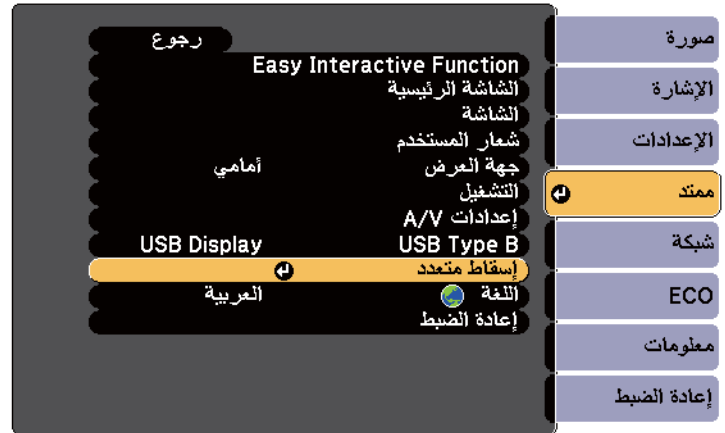 صورة
الإشارة
الإعدادات
ممتد
شبكة
ECO
معلومات
إعادة الضبط
رجوع
Easy Interactive Function
الشاشة الرئيسية
الشاشة
شعار المستخدم
جهة العرض أمامي
التشغيل
إعدادات A/V
USB Type B USB Display
إسقاط متعدد
اللغة العربية
إعادة الضبط